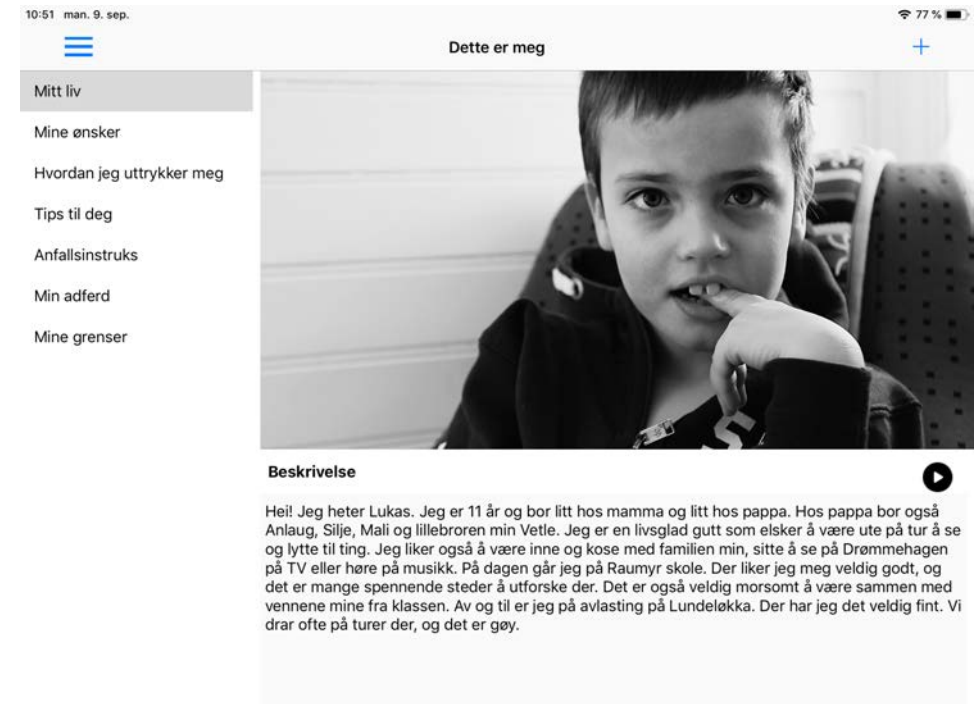 10:51 man. 9. sep.
77 %
Dette er meg
Mitt liv
Mine ønsker
Hvordan jeg uttrykker meg
Tips til deg
Anfallsinstruks
Min adferd
Mine grenser
Beskrivelse
Hei! Jeg heter Lukas. Jeg er 11 år og bor litt hos mamma og litt hos pappa. Hos pappa bor også
Anlaug, Silje, Mali og lillebroren min Vetle. Jeg er en livsglad gutt som elsker å være ute på tur å se
og lytte til ting. Jeg liker også å være inne og kose med familien min, sitte å se på Drømmehagen
på TV eller høre på musikk. På dagen går jeg på Raumyr skole. Der liker jeg meg veldig godt, og
det er mange spennende steder å utforske der. Det er også veldig morsomt å være sammen med
vennene mine fra klassen. Av og til er jeg på avlasting på Lundeløkka. Der har jeg det veldig fint. Vi
drar ofte på turer der, og det er gøy.